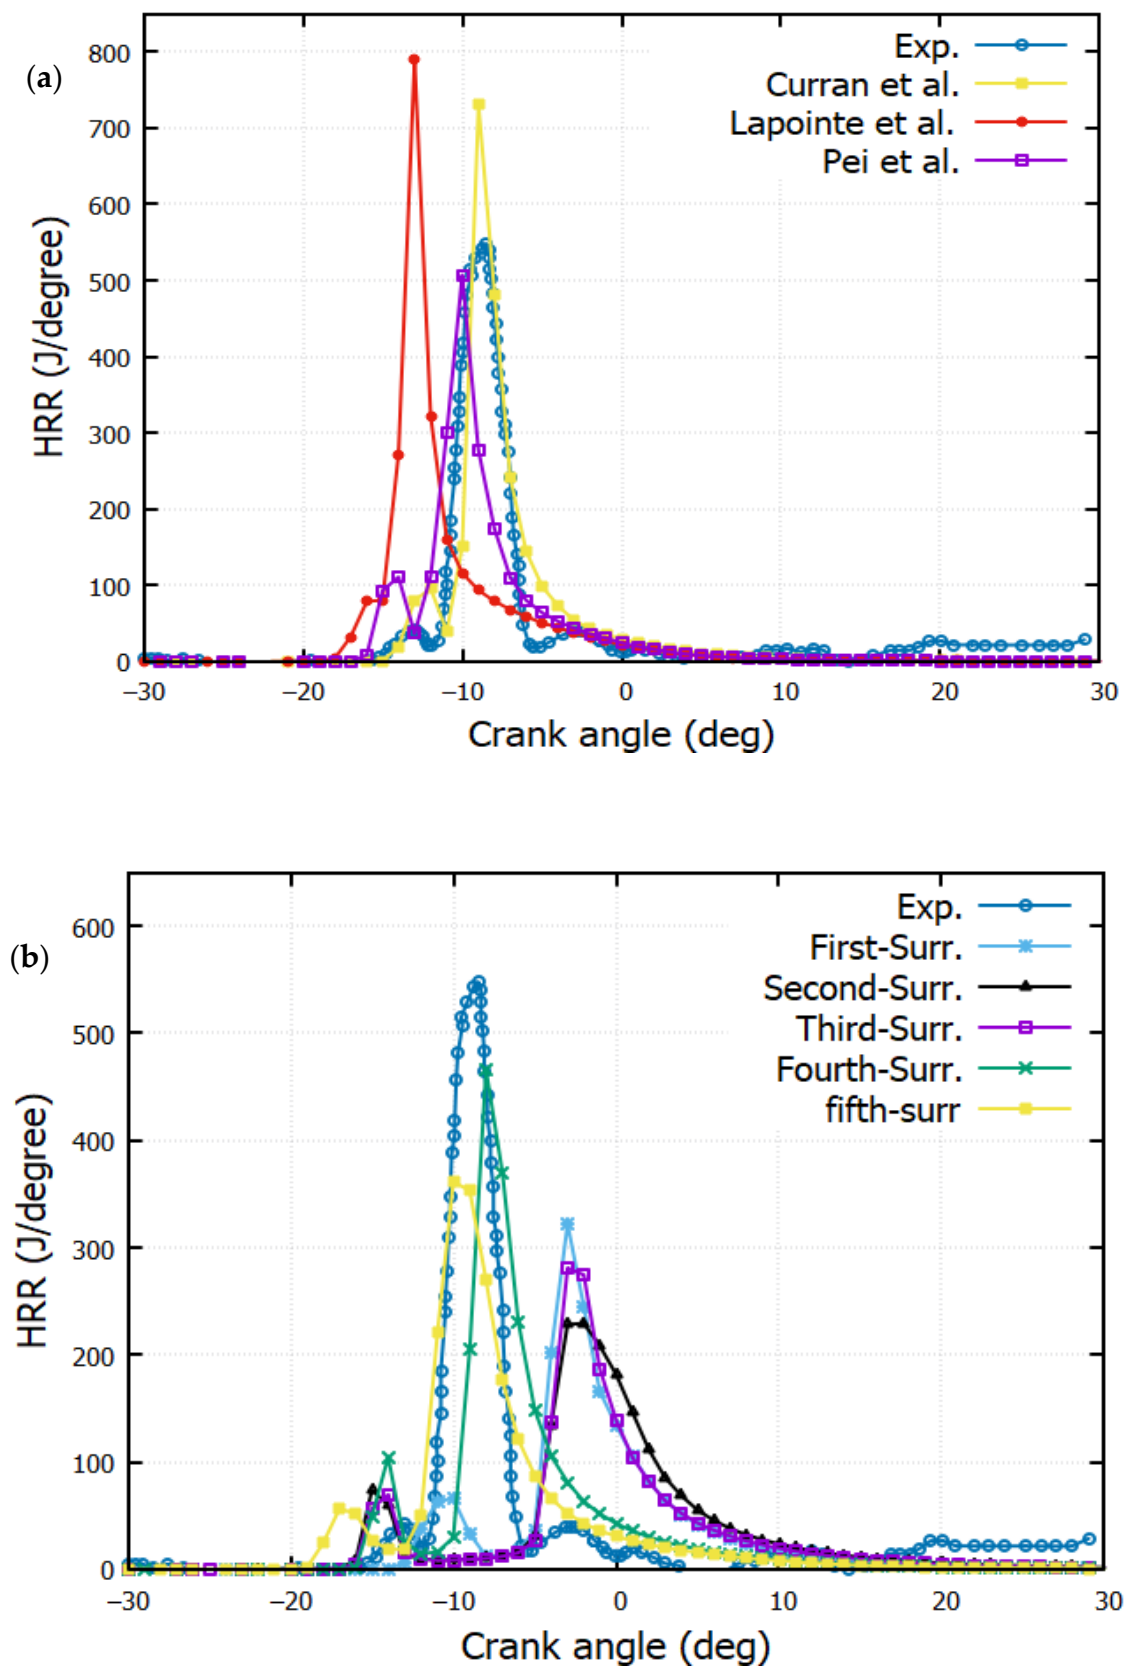 (a)
HRR (J/degree)
800
700
600
500
400
300
200
100
0
Exp.
Curran et al.
Lapointe et al.
Pei et al.
−30 −20 −10 0 10 20 30
Crank angle (deg)
(b)
HRR (J/degree)
600
500
400
300
200
100
0
Exp.
First-Surr.
Second-Surr.
Third-Surr.
Fourth-Surr.
fifth-surr
−30 −20 −10 0 10 20 30
Crank angle (deg)